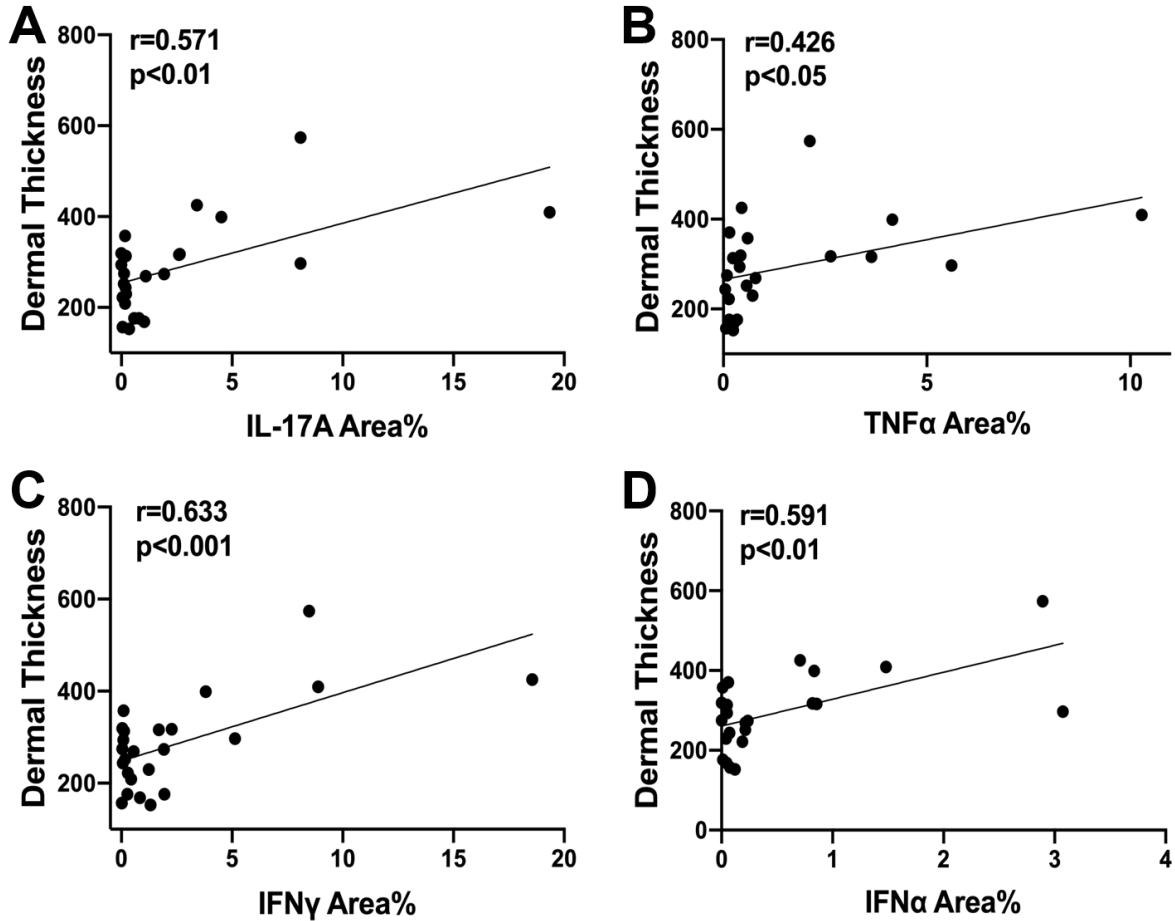 A
r=0.571
p<0.01
Dermal Thickness
800
600
400
200
0 5 10 15 20
IL-17A Area%
B
r=0.426
p<0.05
Dermal Thickness
800
600
400
200
0 5 10
TNFα Area%
C
r=0.633
p<0.001
Dermal Thickness
800
600
400
200
0 5 10 15 20
IFNγ Area%
D
r=0.591
p<0.01
Dermal Thickness
800
600
400
200
0
0 1 2 3 4
IFNα Area%